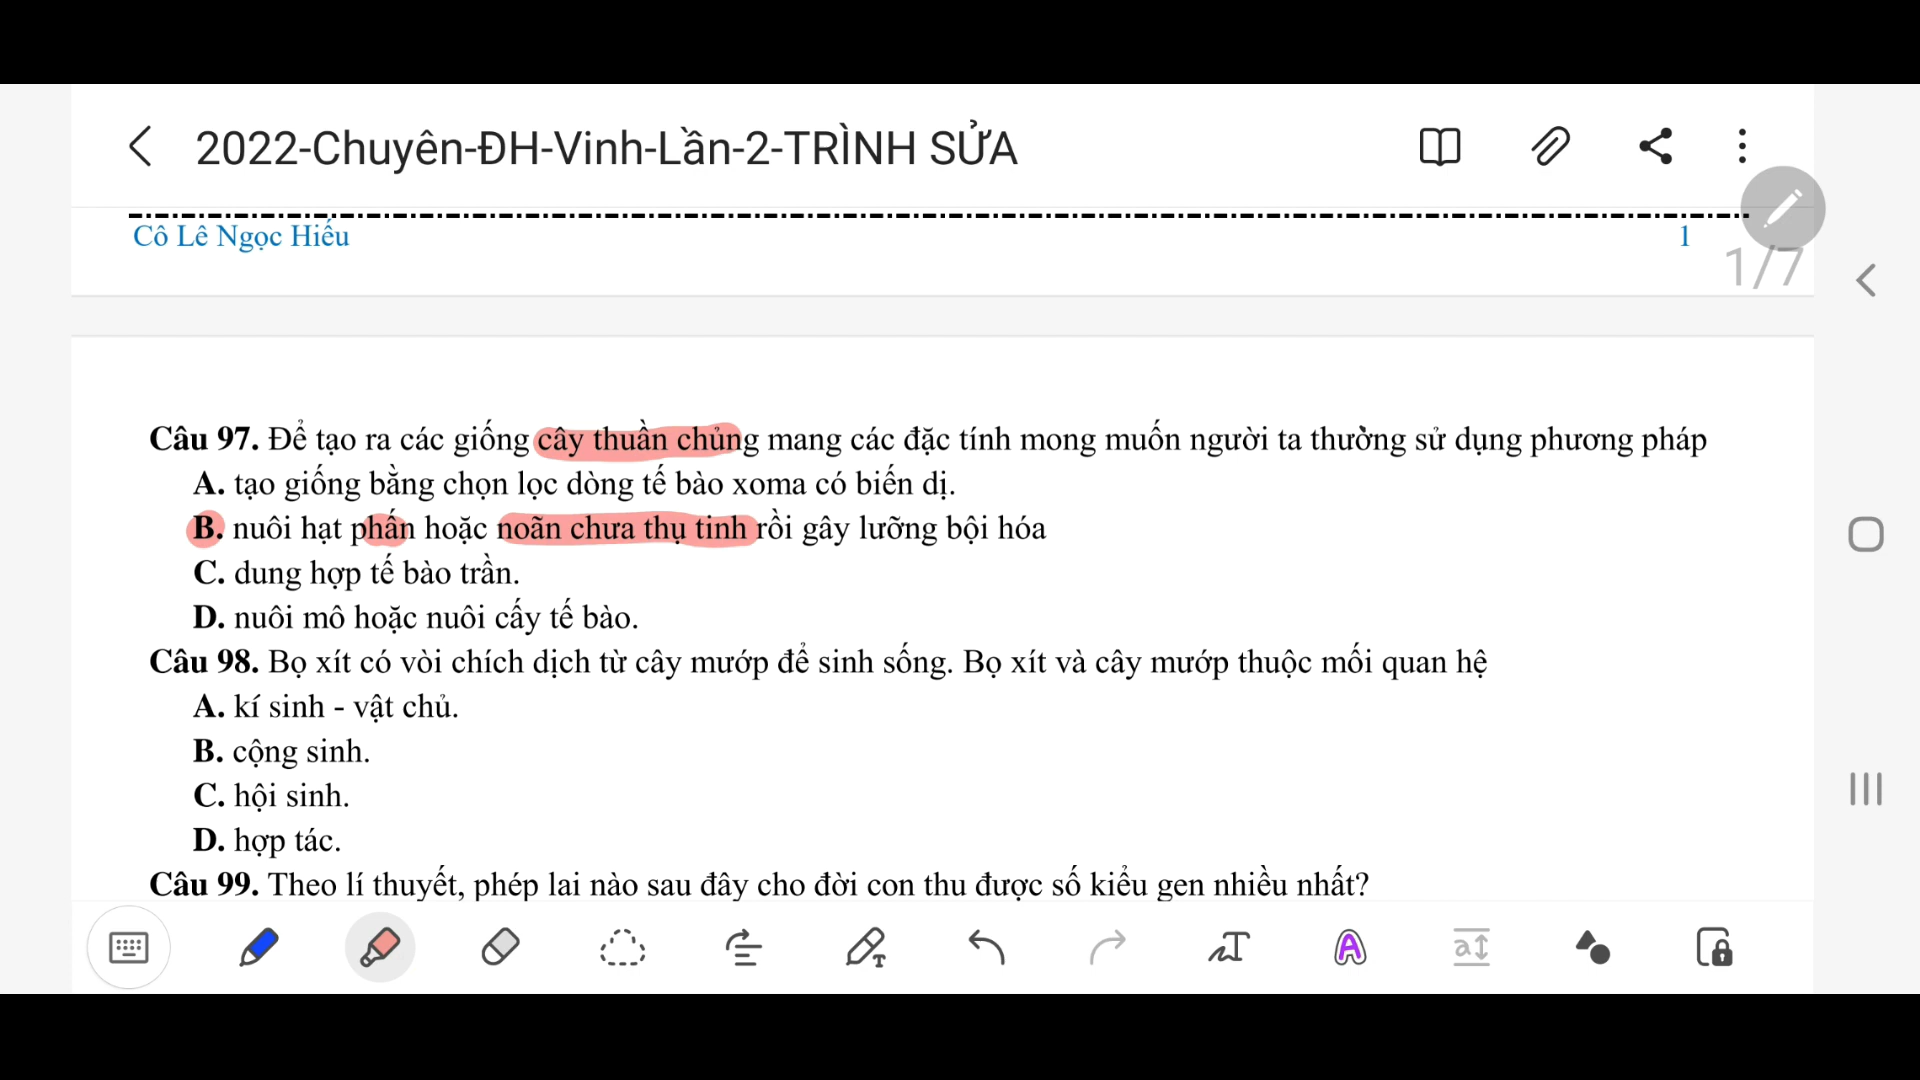 2022-Chuyên-ĐH-Vinh-Lần-2-TRÌNH SỬA
Cô Lê Ngọc Hiếu
1
1/7
Câu 97. Để tạo ra các giống cây thuần chủng mang các đặc tính mong muốn người ta thường sử dụng phương pháp
A. tạo giống bằng chọn lọc dòng tế bào xoma có biến dị.
B. nuôi hạt phấn hoặc noãn chưa thụ tinh rồi gây lưỡng bội hóa
C. dung hợp tế bào trần.
D. nuôi mô hoặc nuôi cấy tế bào.
Câu 98. Bọ xít có vòi chích dịch từ cây mướp để sinh sống. Bọ xít và cây mướp thuộc mối quan hệ
A. kí sinh - vật chủ.
B. cộng sinh.
C. hội sinh.
D. hợp tác.
Câu 99. Theo lí thuyết, phép lai nào sau đây cho đời con thu được số kiểu gen nhiều nhất?